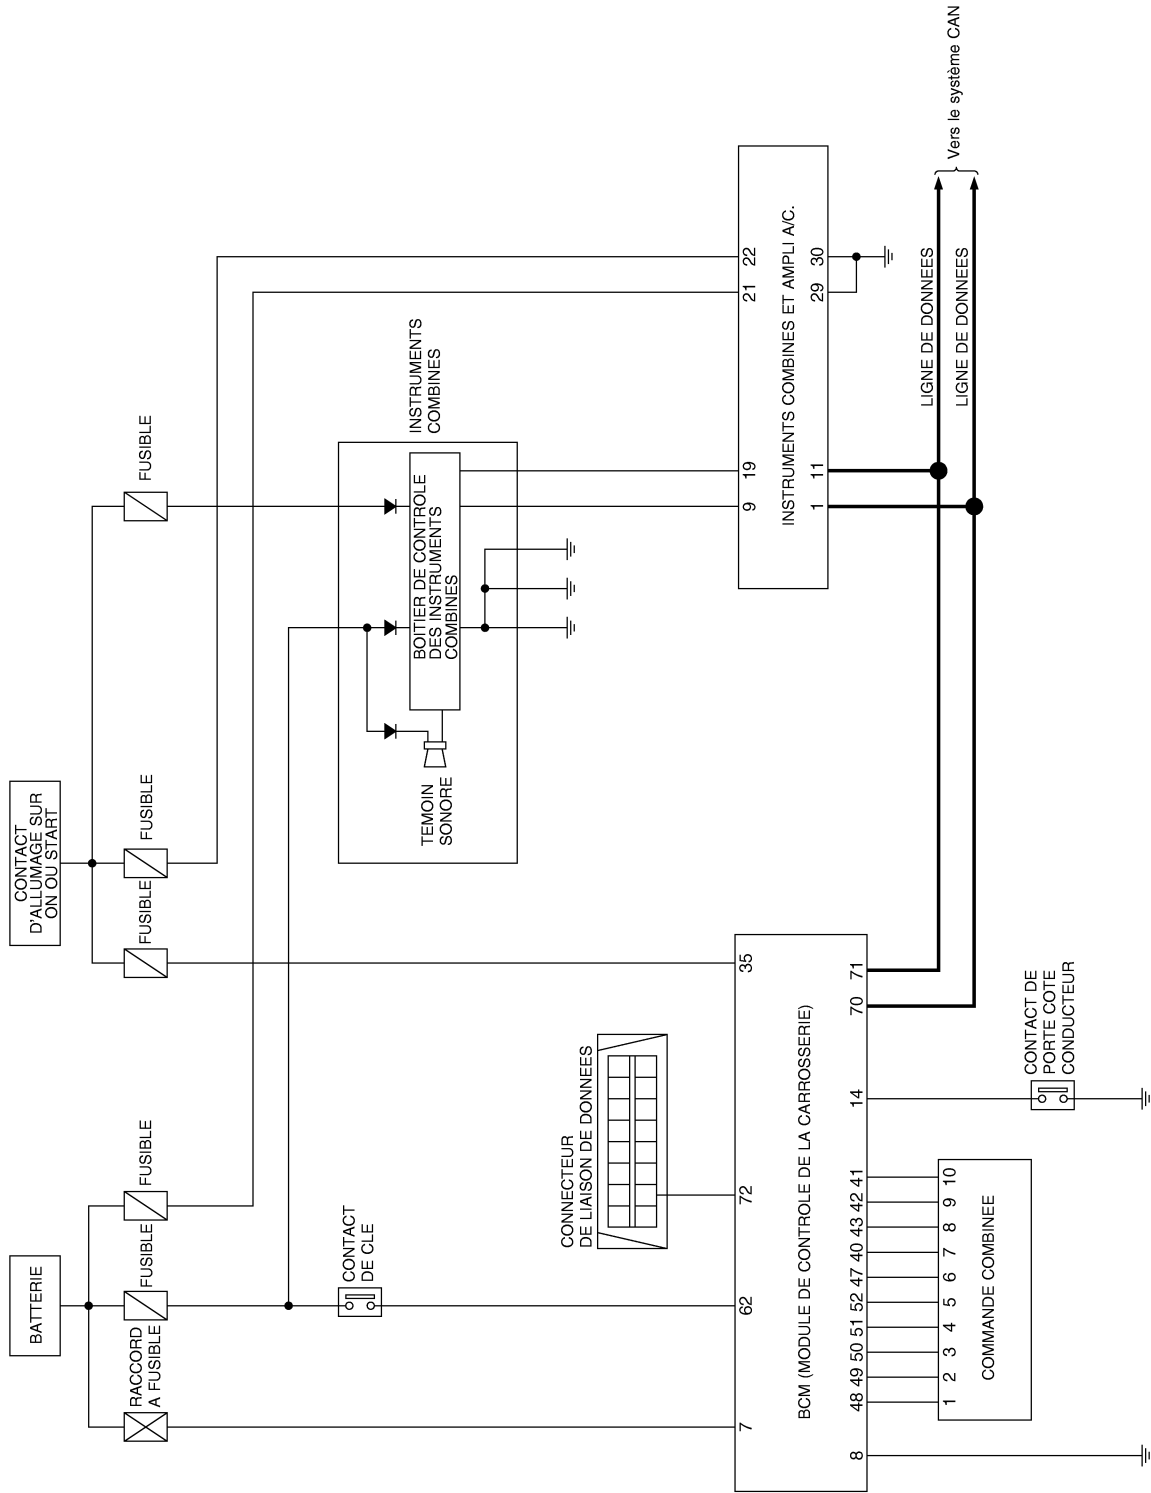 BATTERIE
CONTACT
D'ALLUMAGE SUR
ON OU START
RACCORD
A FUSIBLE
FUSIBLE
FUSIBLE
FUSIBLE
FUSIBLE
FUSIBLE
CONTACT
DE CLE
TEMOIN
SONORE
BOITIER DE CONTROLE
DES INSTRUMENTS
COMBINES
INSTRUMENTS
COMBINES
CONNECTEUR
DE LIAISON DE DONNEES
7
62
72
35
BCM (MODULE DE CONTROLE DE LA CARROSSERIE)
8
48
49
50
51
52
47
40
43
42
41
14
70
71
9
19
21
22
INSTRUMENTS COMBINES ET AMPLI A/C.
1
11
29
30
1
2
3
4
5
6
7
8
9
10
COMMANDE COMBINEE
CONTACT DE
PORTE COTE
CONDUCTEUR
LIGNE DE DONNEES
LIGNE DE DONNEES
Vers le système CAN